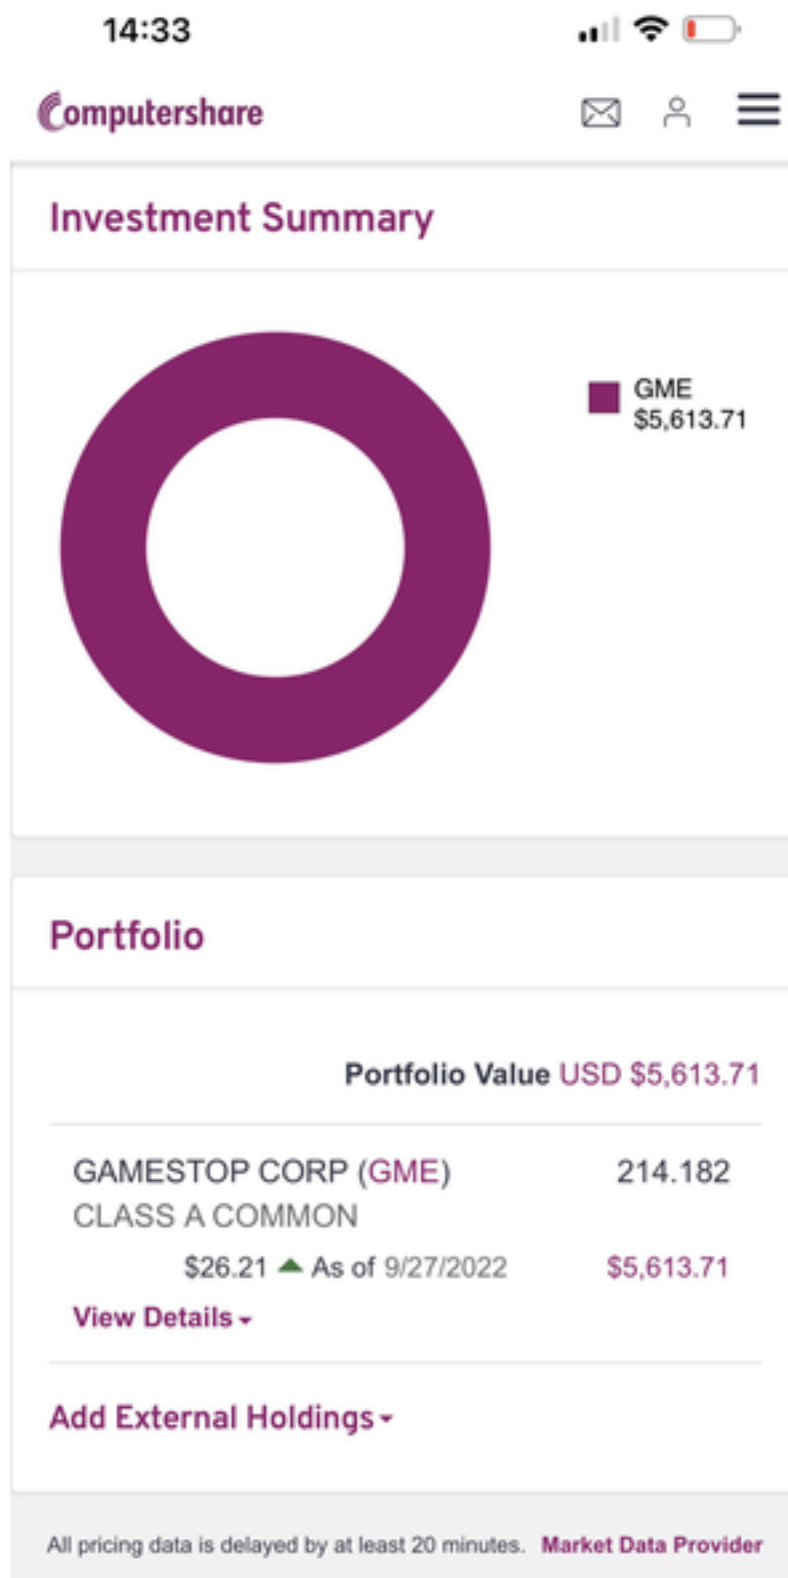 14:33
Computershare
Investment Summary
GME
$5,613.71
Portfolio
Portfolio Value USD $5,613.71
GAMESTOP CORP (GME) 214.182
CLASS A COMMON
$26.21 As of 9/27/2022 $5,613.71
View Details
Add External Holdings
All pricing data is delayed by at least 20 minutes. Market Data Provider